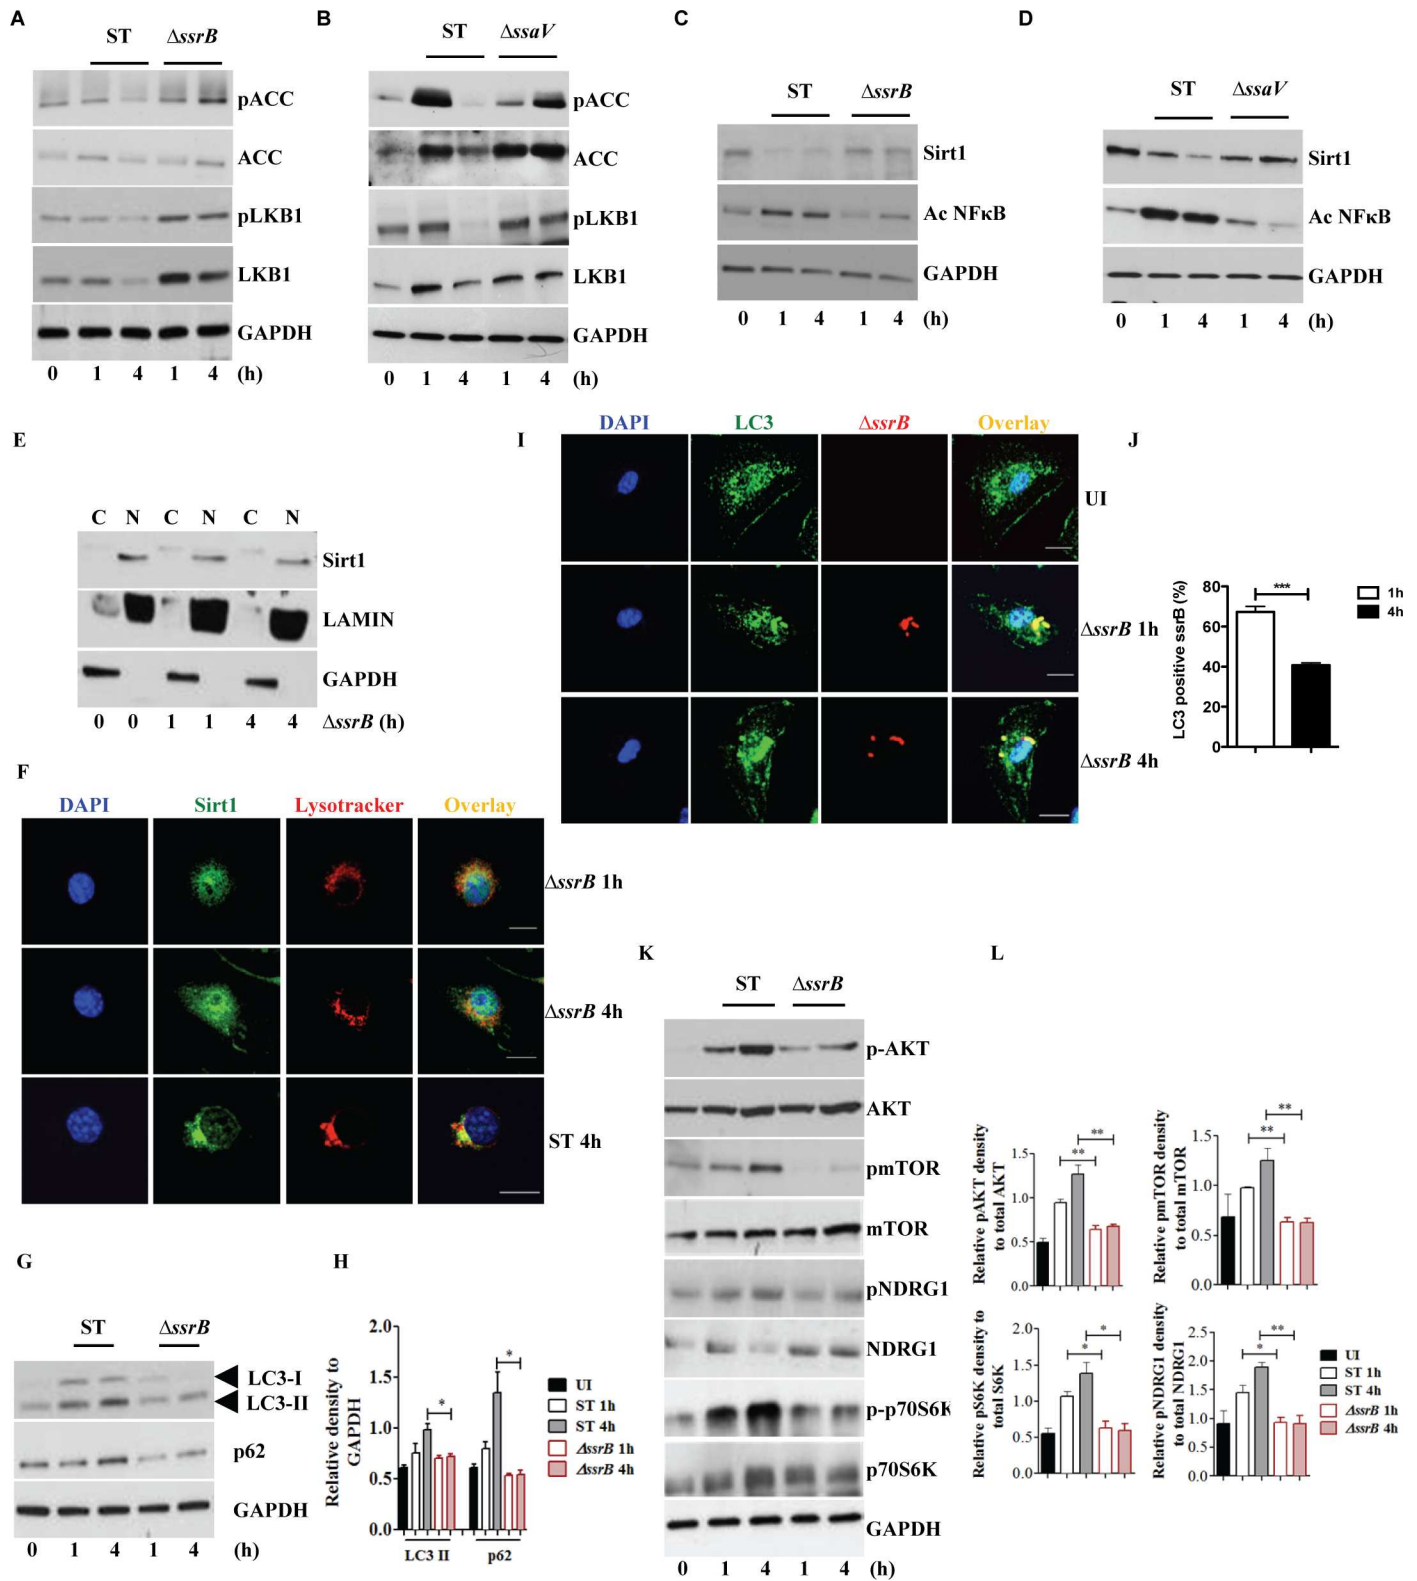 A
ST ΔssrB
pACC
ACC
pLKB1
LKB1
GAPDH
0 1 4 1 4 (h)
B
ST ΔssaV
pACC
ACC
pLKB1
LKB1
GAPDH
0 1 4 1 4 (h)
C
ST ΔssrB
Sirt1
Ac NFκB
GAPDH
0 1 4 1 4 (h)
D
ST ΔssaV
Sirt1
Ac NFκB
GAPDH
0 1 4 1 4 (h)
E
C N C N C N
Sirt1
LAMIN
GAPDH
0 0 1 1 4 4 ΔssrB (h)
F
DAPI Sirt1 Lysotracker Overlay
ΔssrB 1h
ΔssrB 4h
ST 4h
G
ST ΔssrB
LC3-I
LC3-II
p62
GAPDH
0 1 4 1 4 (h)
H
Relative density to
GAPDH
2.0
1.5
1.0
0.5
0.0
*
*
LC3 II p62
UI
ST 1h
ST 4h
ΔssrB 1h
ΔssrB 4h
I
DAPI LC3 ΔssrB Overlay
UI
ΔssrB 1h
ΔssrB 4h
J
LC3 positive ssrB (%)
80
60
40
20
0
***
1h
4h
K
ST ΔssrB
p-AKT
AKT
pmTOR
mTOR
pNDRG1
NDRG1
p-p70S6K
p70S6K
GAPDH
0 1 4 1 4 (h)
L
Relative pAKT density
to total AKT
1.5
1.0
0.5
0.0
**
**
Relative pmTOR density
to total mTOR
1.5
1.0
0.5
0.0
**
**
Relative pS6K density to
total S6K
2.0
1.5
1.0
0.5
0.0
*
*
Relative pNDRG1 density
to total NDRG1
2.0
1.5
1.0
0.5
0.0
*
**
UI
ST 1h
ST 4h
ΔssrB 1h
ΔssrB 4h